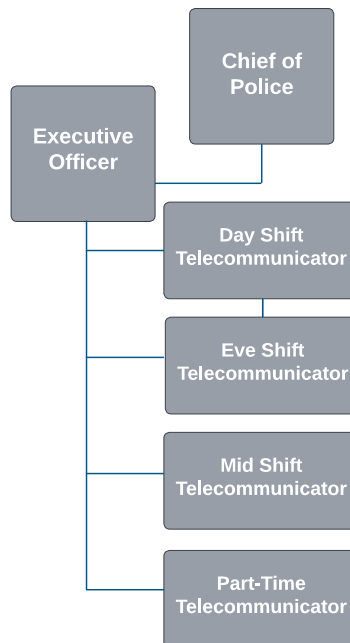 Chief of
Police
Executive
Officer
Day Shift
Telecommunicator
Eve Shift
Telecommunicator
Mid Shift
Telecommunicator
Part-Time
Telecommunicator